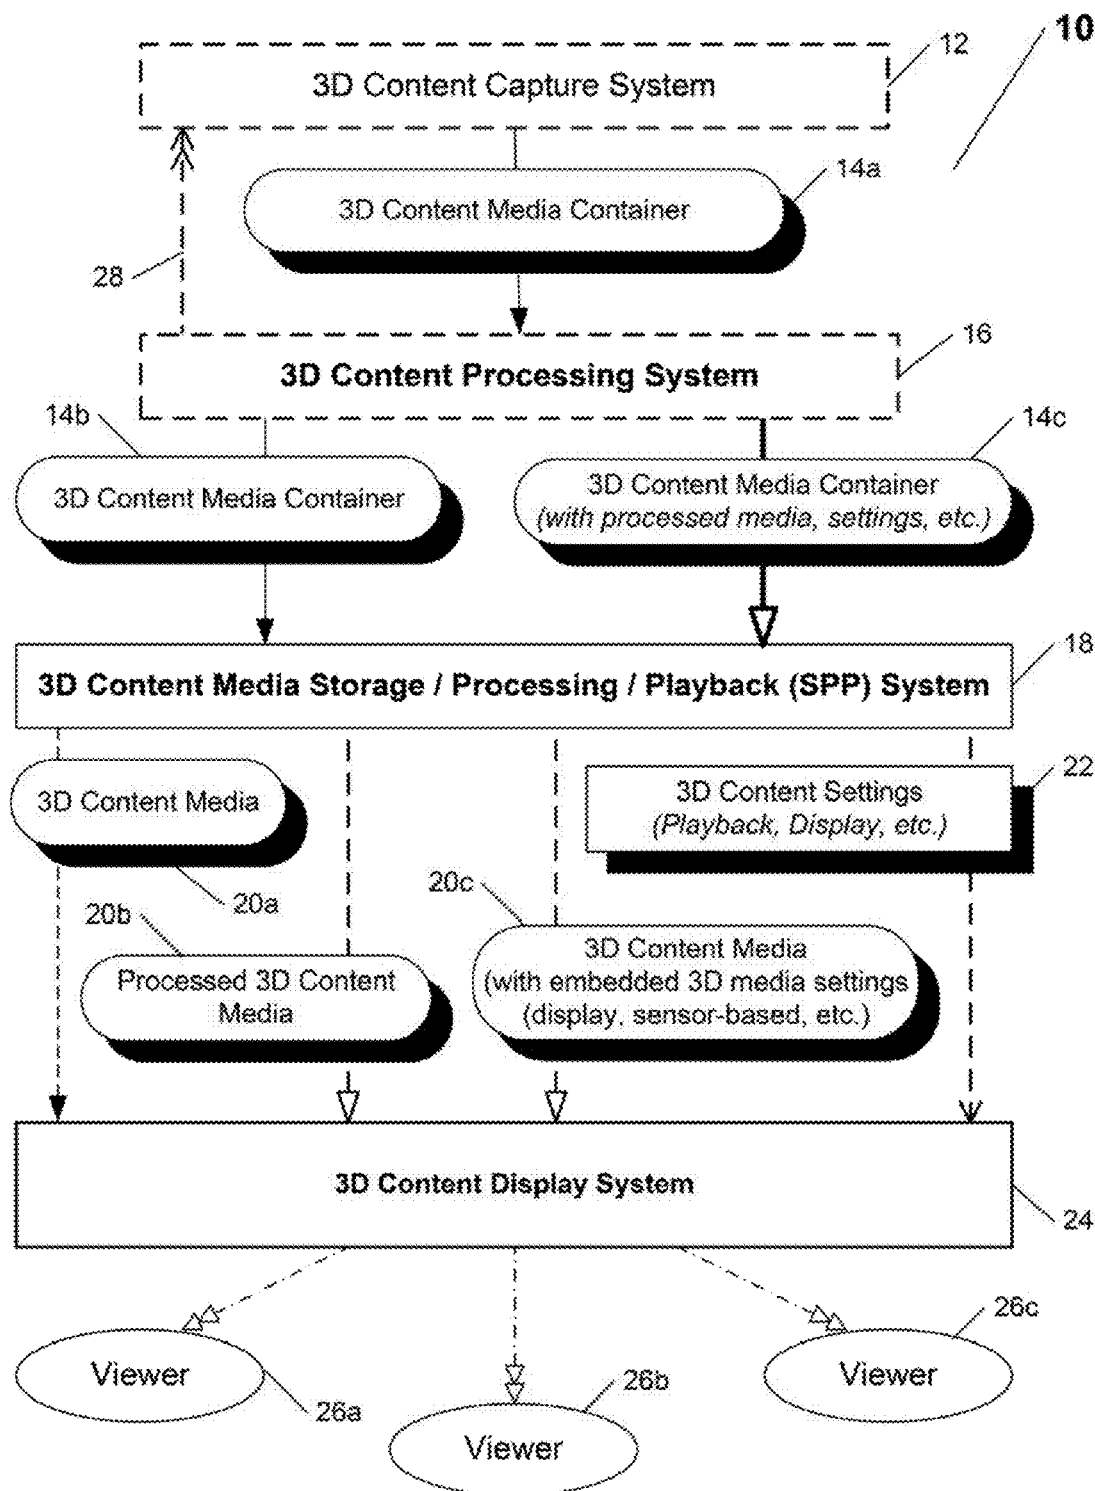 10
12
3D Content Capture System
14a
3D Content Media Container
28
16
3D Content Processing System
14b
14c
3D Content Media Container
3D Content Media Container
(with processed media, settings, etc.)
18
3D Content Media Storage / Processing / Playback (SPP) System
22
3D Content Media
3D Content Settings
(Playback, Display, etc.)
20a
20c
20b
3D Content Media
(with embedded 3D media settings
(display, sensor-based, etc.)
Processed 3D Content
Media
3D Content Display System
24
26c
Viewer
Viewer
26a
26b
Viewer